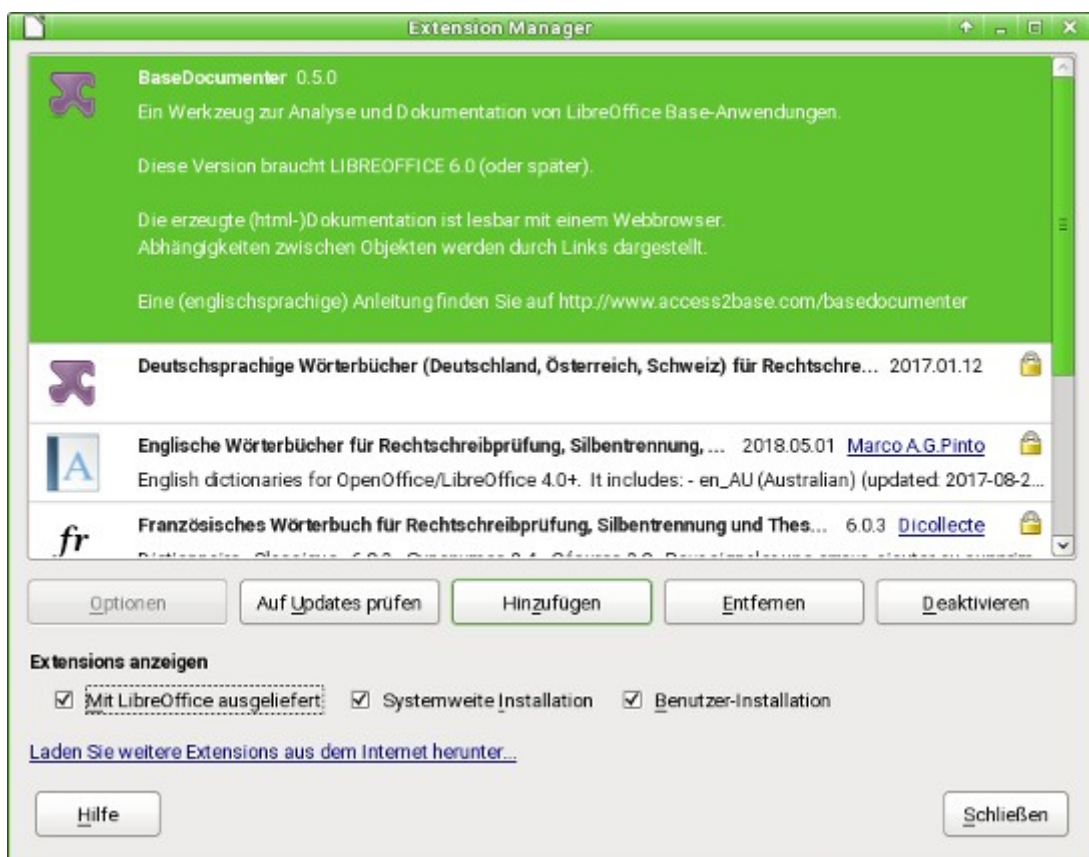 Extension Manager
BaseDocumenter 0.5.0
Ein Werkzeug zur Analyse und Dokumentation von LibreOffice Base-Anwendungen.
Diese Version braucht LIBREOFFICE 6.0 (oder später).
Die erzeugte (html-)Dokumentation ist lesbar mit einem Webbrowser.
Abhängigkeiten zwischen Objekten werden durch Links dargestellt.
Eine (englischsprachige) Anleitung finden Sie auf http://www.access2base.com/basedocumenter
Deutschsprachige Wörterbücher (Deutschland, Österreich, Schweiz) für Rechtschre... 2017.01.12
A
Englische Wörterbücher für Rechtschreibprüfung, Silbentrennung, ... 2018.05.01 Marco A.G.Pinto
English dictionaries for OpenOffice/LibreOffice 4.0+. It includes: - en_AU (Australian) (updated: 2017-08-2...
fr
Französisches Wörterbuch für Rechtschreibprüfung, Silbentrennung und Thes... 6.0.3 Dicollecte
Optionen Auf Updates prüfen Hinzufügen Entfernen Deaktivieren
Extensions anzeigen
Mit LibreOffice ausgeliefert Systemweite Installation Benutzer-Installation
Laden Sie weitere Extensions aus dem Internet herunter...
Hilfe Schließen